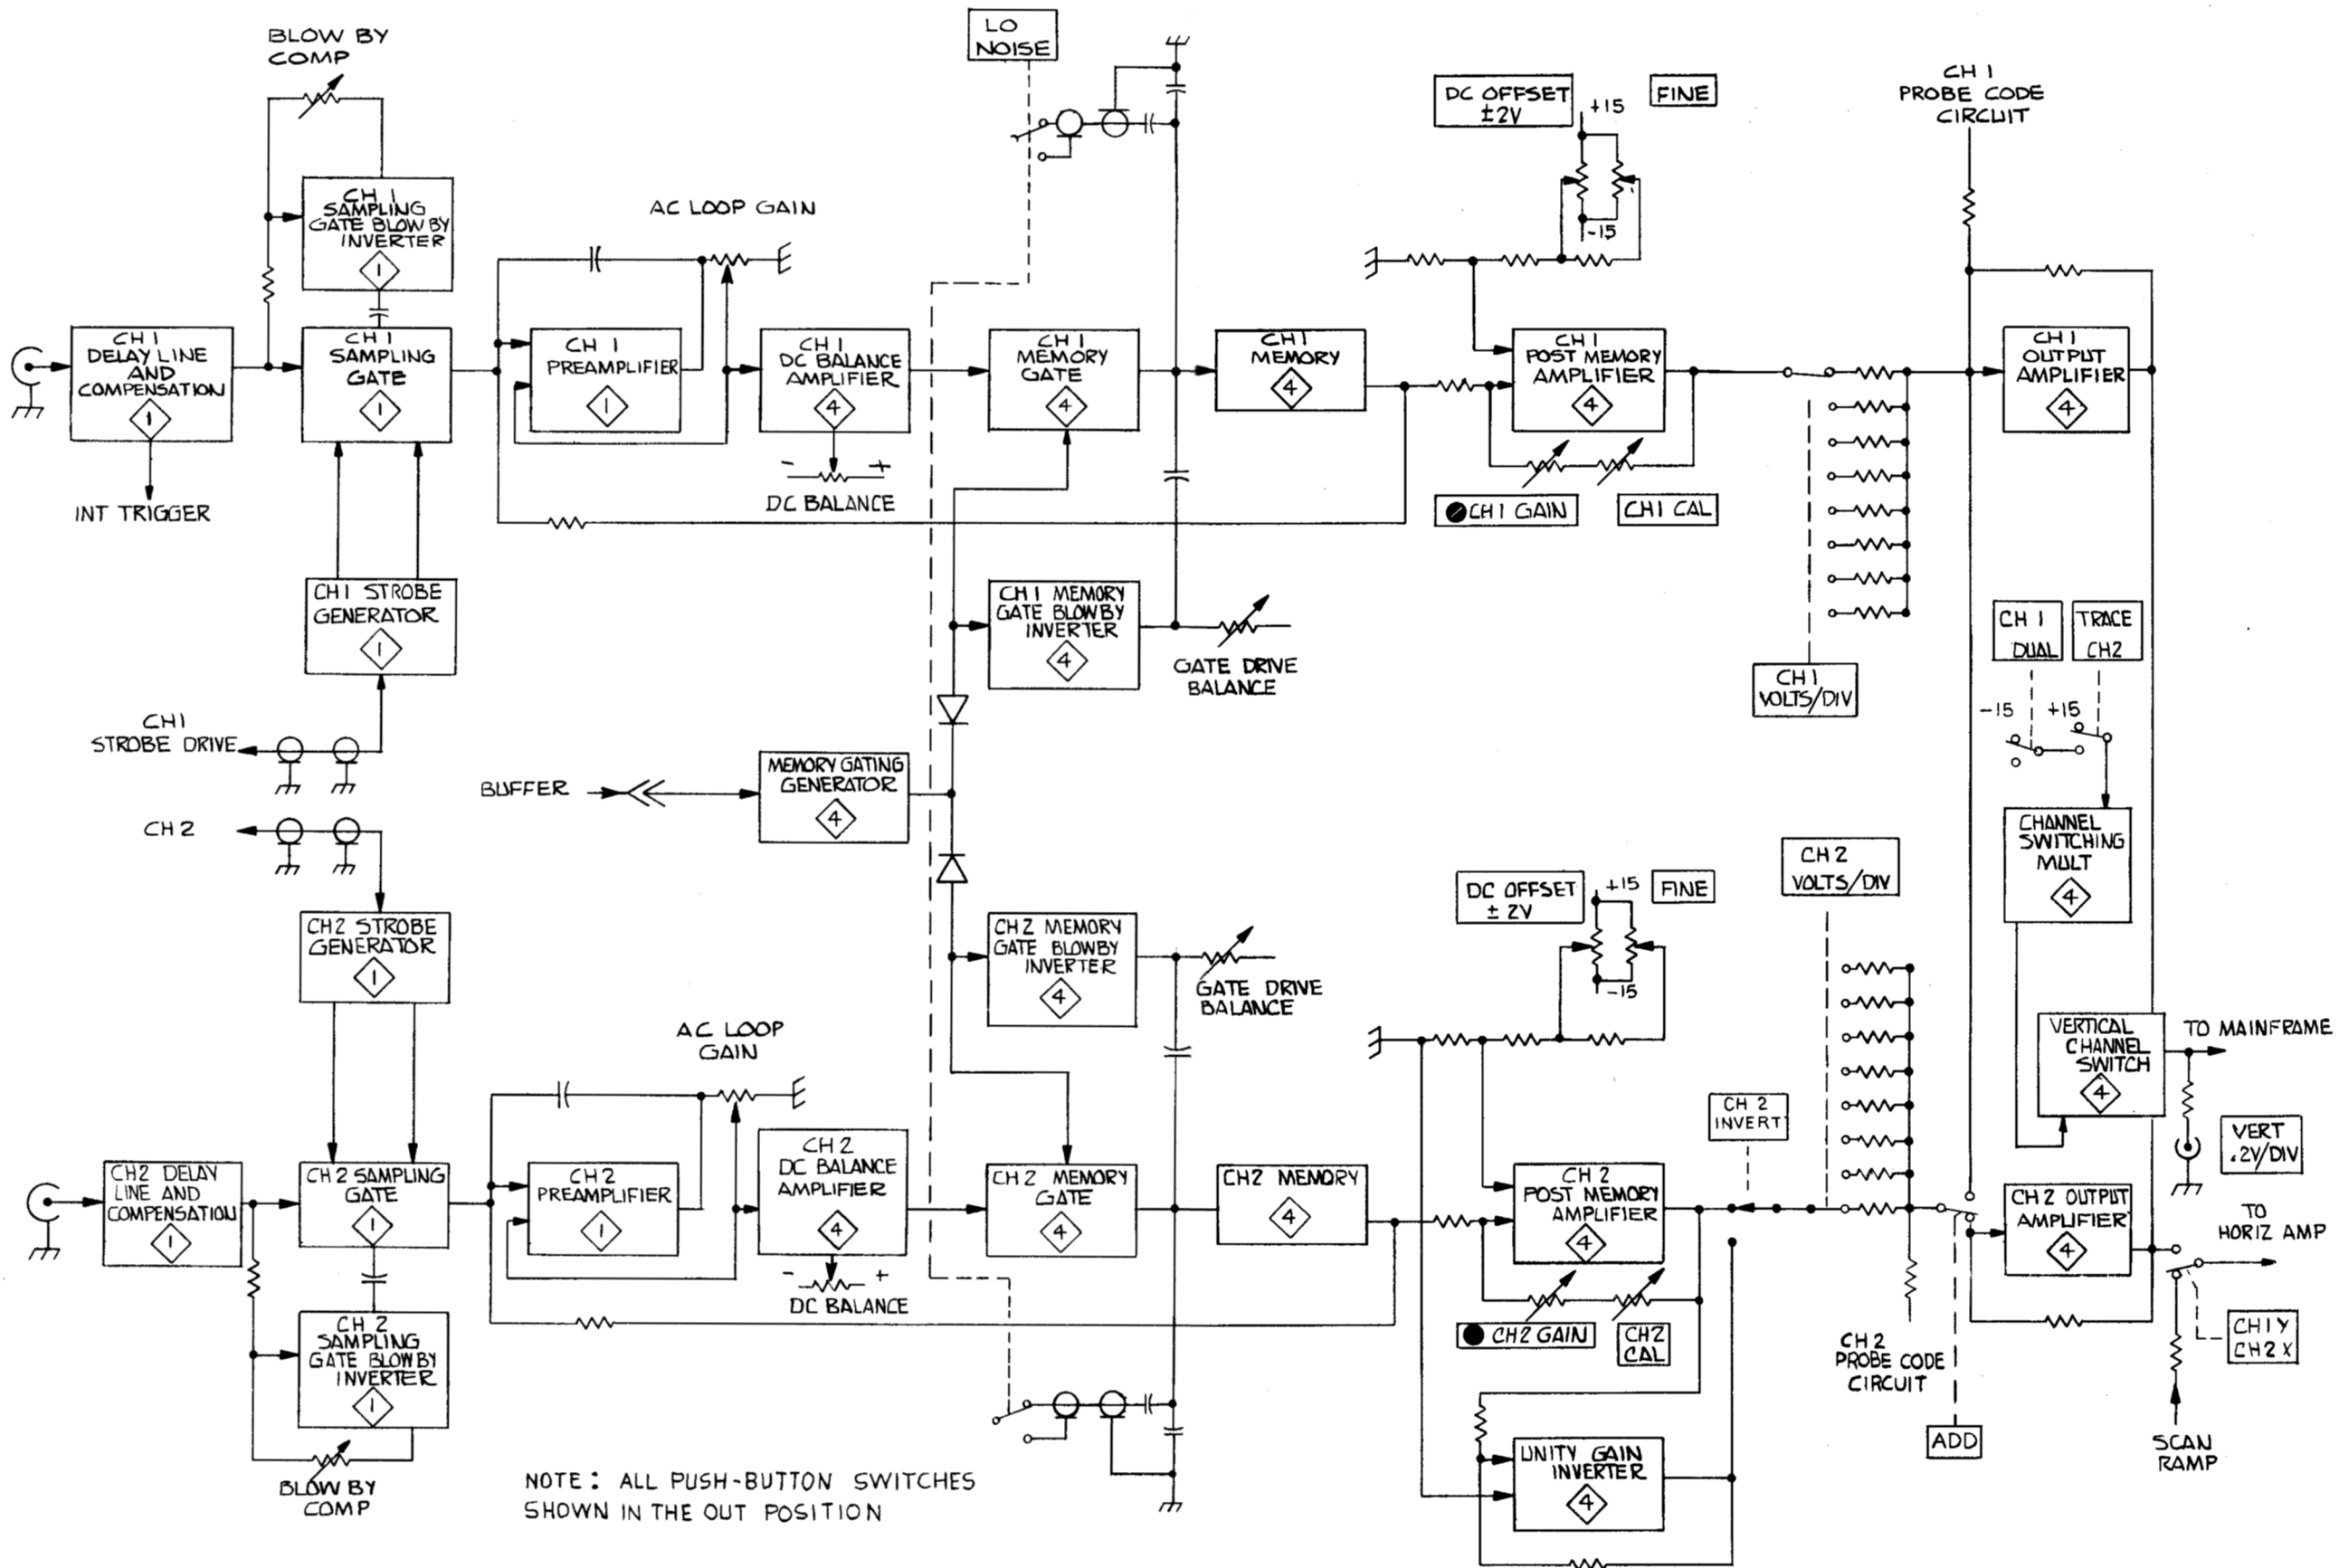 BLOW BY
COMP
CH 1
SAMPLING
GATE BLOW BY
INVERTER
1
CH 1
DELAY LINE
AND
COMPENSATION
1
INT TRIGGER
CH 1
SAMPLING
GATE
1
CH 1 STROBE
GENERATOR
1
CH 1
STROBE DRIVE
AC LOOP GAIN
CH 1
PREAMPLIFIER
1
CH 1
DC BALANCE
AMPLIFIER
4
- +
DC BALANCE
LO
NOISE
CH 1
MEMORY
GATE
4
CH 1
MEMORY
4
CH 1 MEMORY
GATE BLOWBY
INVERTER
4
GATE DRIVE
BALANCE
DC OFFSET
±2V
FINE
+15
-15
CH 1
POST MEMORY
AMPLIFIER
4
CH 1 GAIN
CH 1 CAL
CH 1
VOLTS/DIV
CH 1
PROBE CODE
CIRCUIT
CH 1
OUTPUT
AMPLIFIER
4
CH 1
DUAL
TRACE
CH2
-15
+15
CHANNEL
SWITCHING
MULT
4
BUFFER
MEMORY GATING
GENERATOR
4
CH 2
CH2 STROBE
GENERATOR
1
CH2 DELAY
LINE AND
COMPENSATION
1
CH 2 SAMPLING
GATE
1
CH 2
SAMPLING
GATE BLOWBY
INVERTER
1
BLOW BY
COMP
AC LOOP
GAIN
CH 2
PREAMPLIFIER
1
CH 2
DC BALANCE
AMPLIFIER
4
- +
DC BALANCE
CH 2 MEMORY
GATE BLOWBY
INVERTER
4
GATE DRIVE
BALANCE
CH 2 MEMORY
GATE
4
CH 2 MEMORY
4
DC OFFSET
± 2V
FINE
+15
-15
CH 2
POST MEMORY
AMPLIFIER
4
CH2 GAIN
CH2
CAL
UNITY GAIN
INVERTER
4
CH 2
INVERT
CH 2
VOLTS/DIV
CH 2
PROBE CODE
CIRCUIT
ADD
VERTICAL
CHANNEL
SWITCH
4
TO MAINFRAME
VERT
.2V/DIV
CH 2 OUTPUT
AMPLIFIER
4
TO
HORIZ AMP
CH 1 Y
CH 2 X
SCAN
RAMP
NOTE: ALL PUSH-BUTTON SWITCHES
SHOWN IN THE OUT POSITION